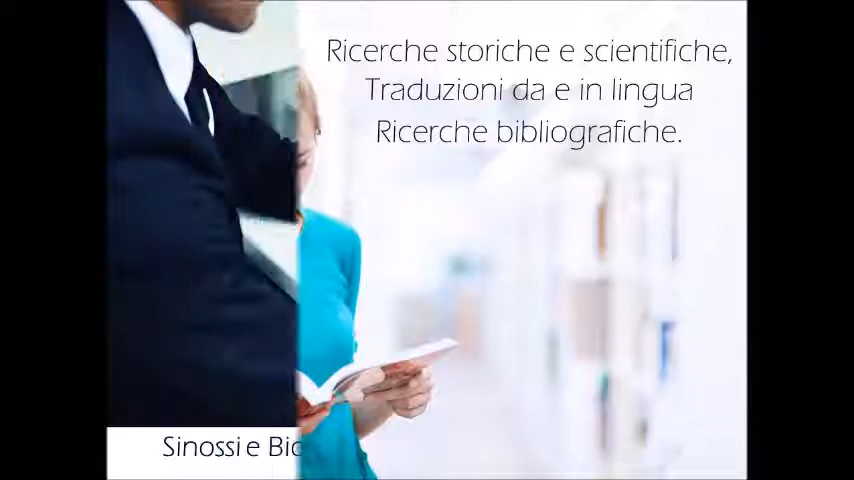 Ricerche storiche e scientifiche,
Traduzioni da e in lingua
Ricerche bibliografiche.
Sinossi e